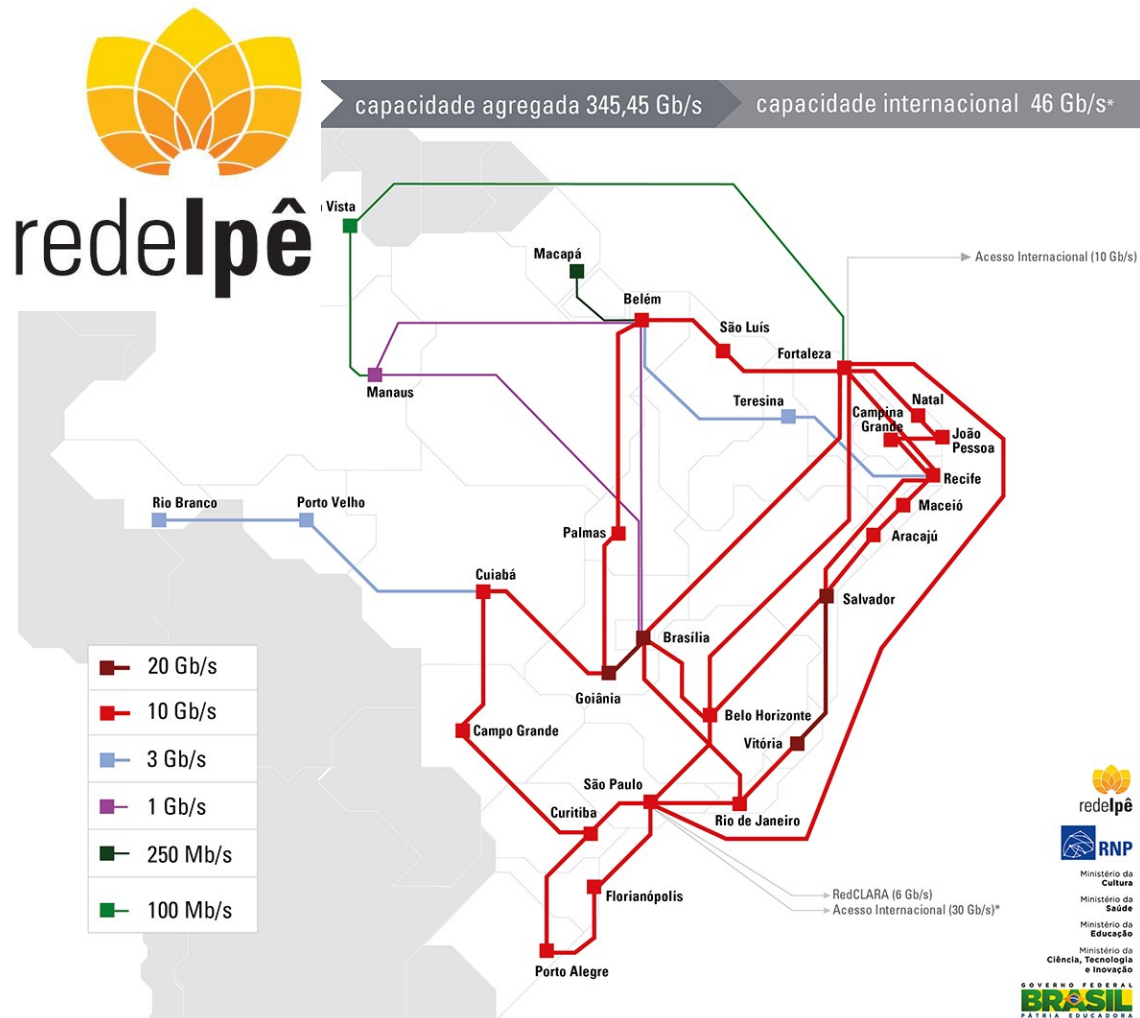 redeIpê
capacidade agregada 345,45 Gb/s
capacidade internacional 46 Gb/s*
Vista
Macapá
Acesso Internacional (10 Gb/s)
Belém
São Luís
Fortaleza
Manaus
Teresina
Natal
Campina
Grande
João
Pessoa
Recife
Rio Branco
Porto Velho
Maceió
Palmas
Aracajú
Cuiabá
Salvador
Brasília
20 Gb/s
10 Gb/s
3 Gb/s
1 Gb/s
250 Mb/s
100 Mb/s
Goiânia
Belo Horizonte
Campo Grande
Vitória
São Paulo
Curitiba
Rio de Janeiro
Florianópolis
RedCLARA (6 Gb/s)
Acesso Internacional (30 Gb/s)*
Porto Alegre
redeIpê
RNP
Ministério da
Cultura
Ministério da
Saúde
Ministério da
Educação
Ministério da
Ciência, Tecnologia
e Inovação
GOVERNO FEDERAL
BRASIL
PÁTRIA EDUCADORA